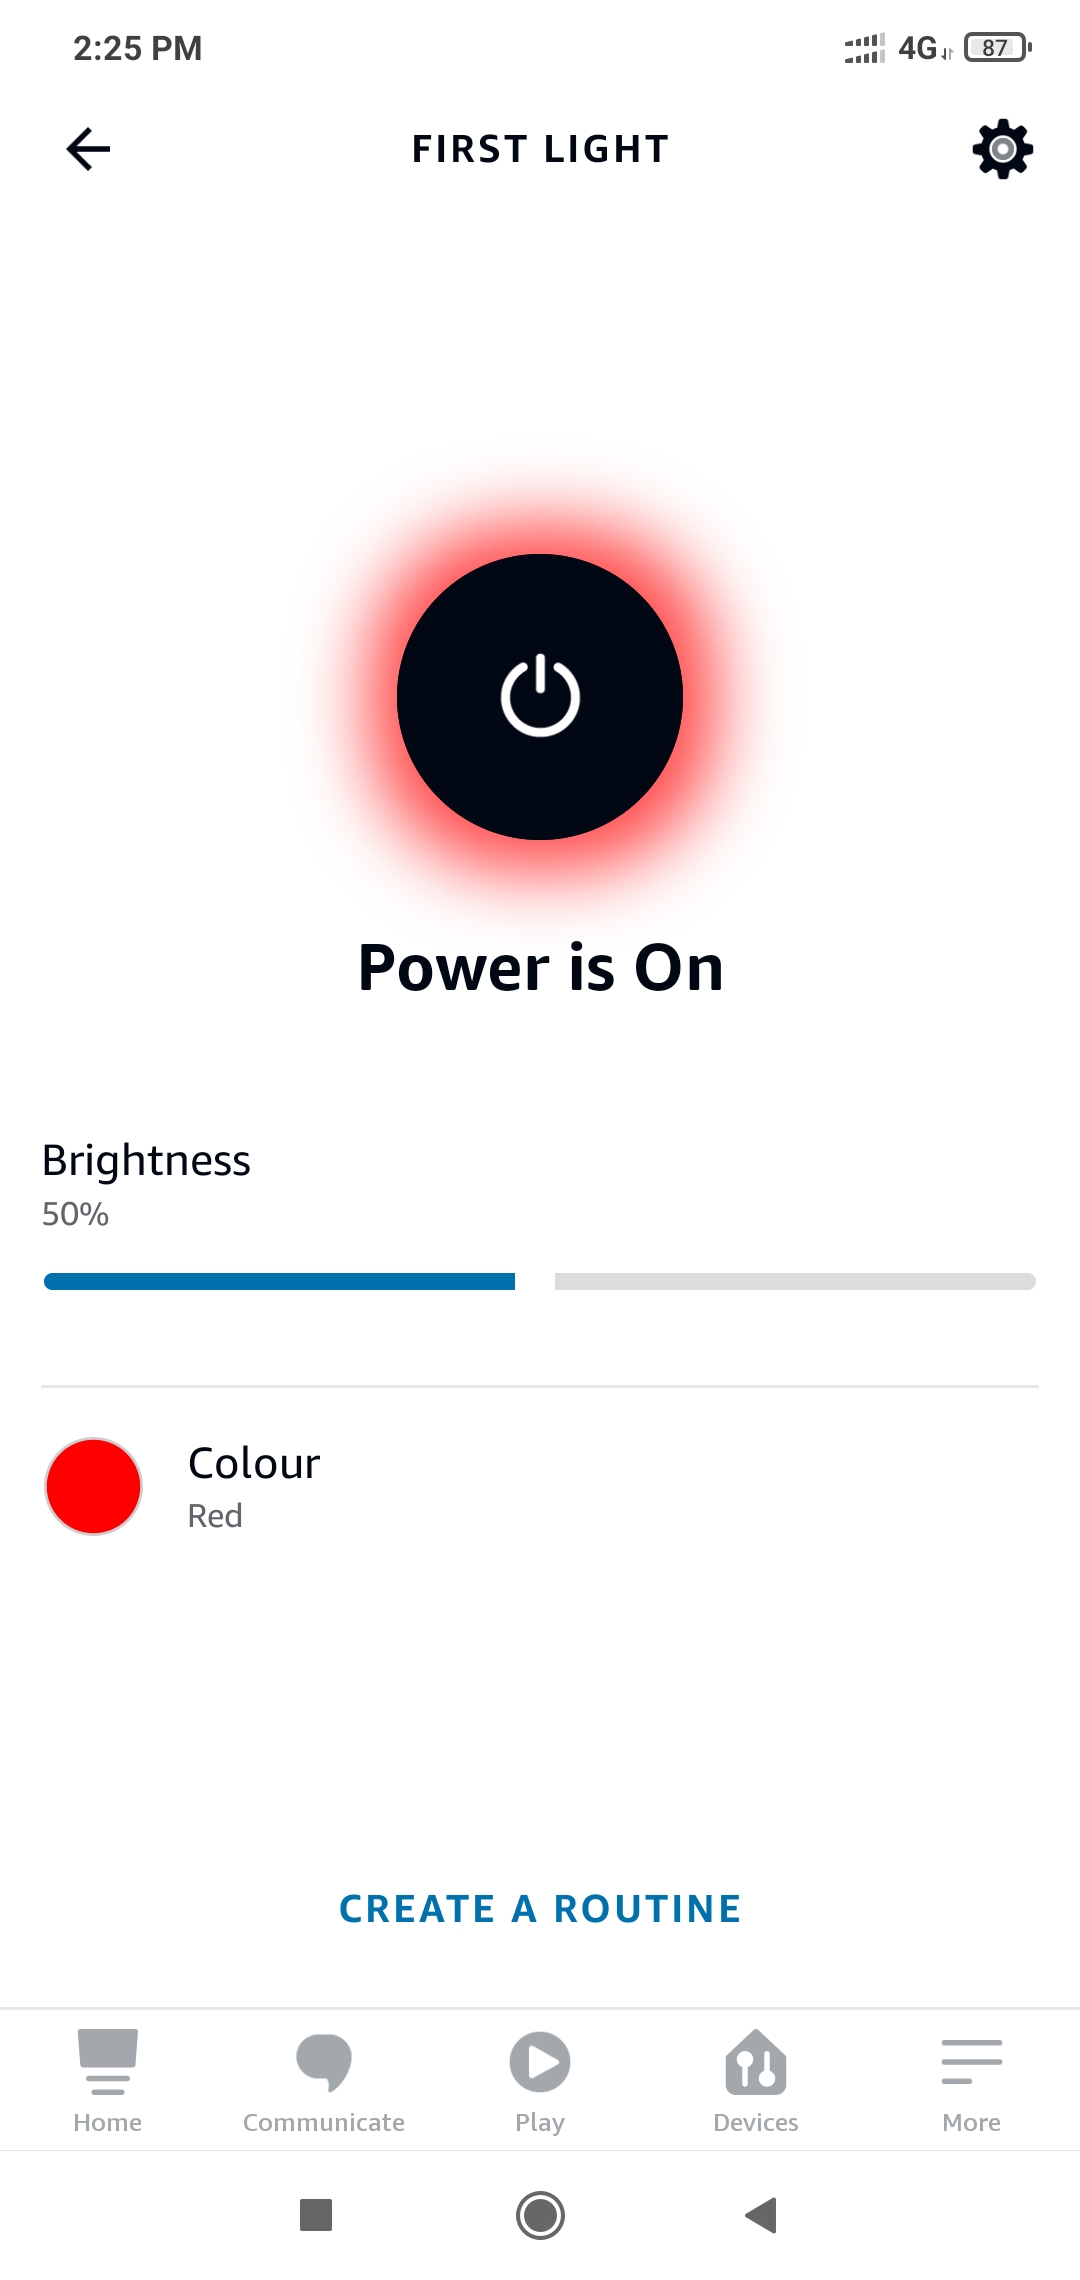 2:25 PM
4G
87
FIRST LIGHT
Power is On
Brightness
50%
Colour
Red
CREATE A ROUTINE
Home
Communicate
Play
Devices
More